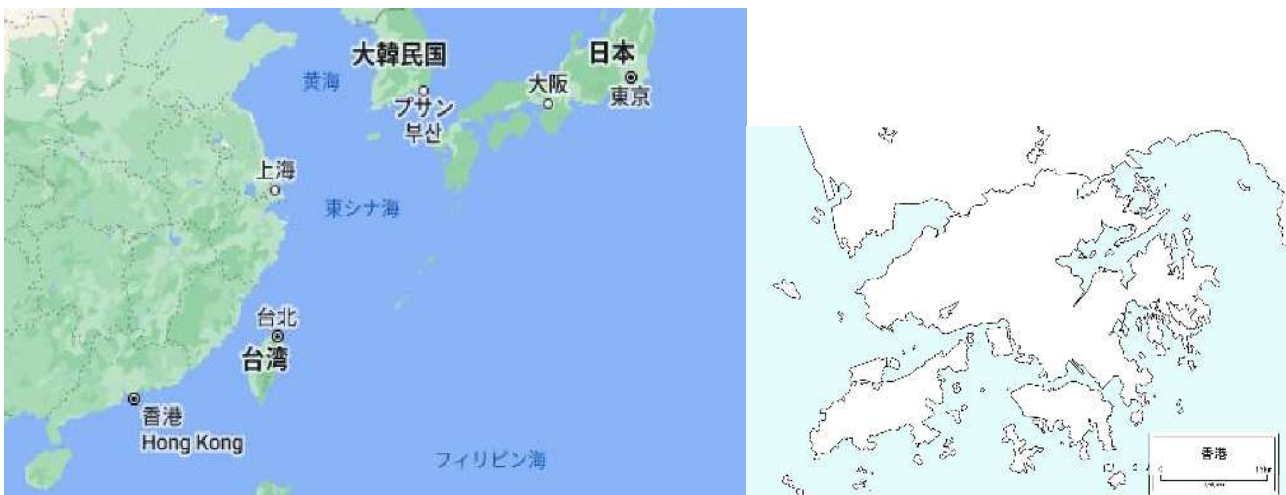 大韓民国
日本
黄海
大阪
東京
プサン
부산
上海
東シナ海
台北
台湾
香港
Hong Kong
フィリピン海
香港
0
15km